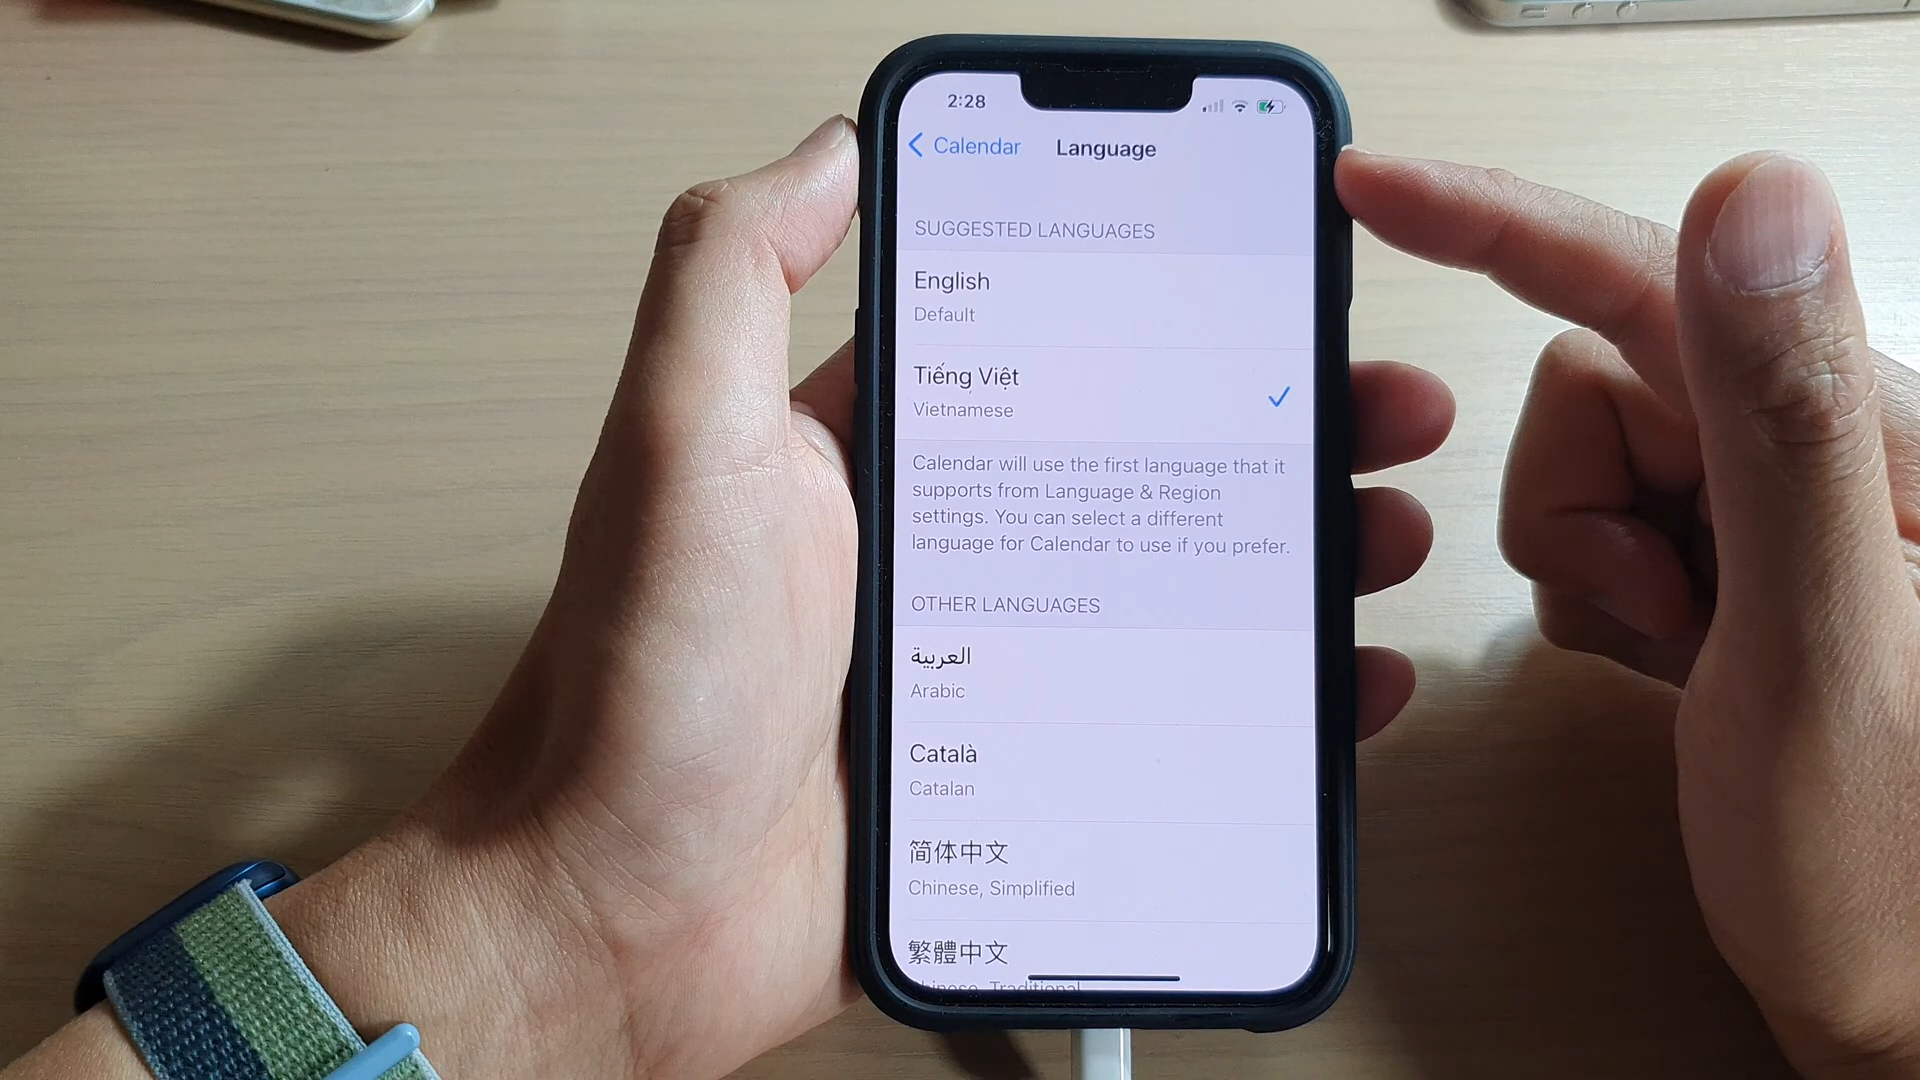 2:28
Calendar
Language
SUGGESTED LANGUAGES
English
Default
Tiếng Việt
Vietnamese
Calendar will use the first language that it
supports from Language & Region
settings. You can select a different
language for Calendar to use if you prefer.
OTHER LANGUAGES
العربية
Arabic
Català
Catalan
简体中文
Chinese, Simplified
繁體中文
Chinese, Traditional